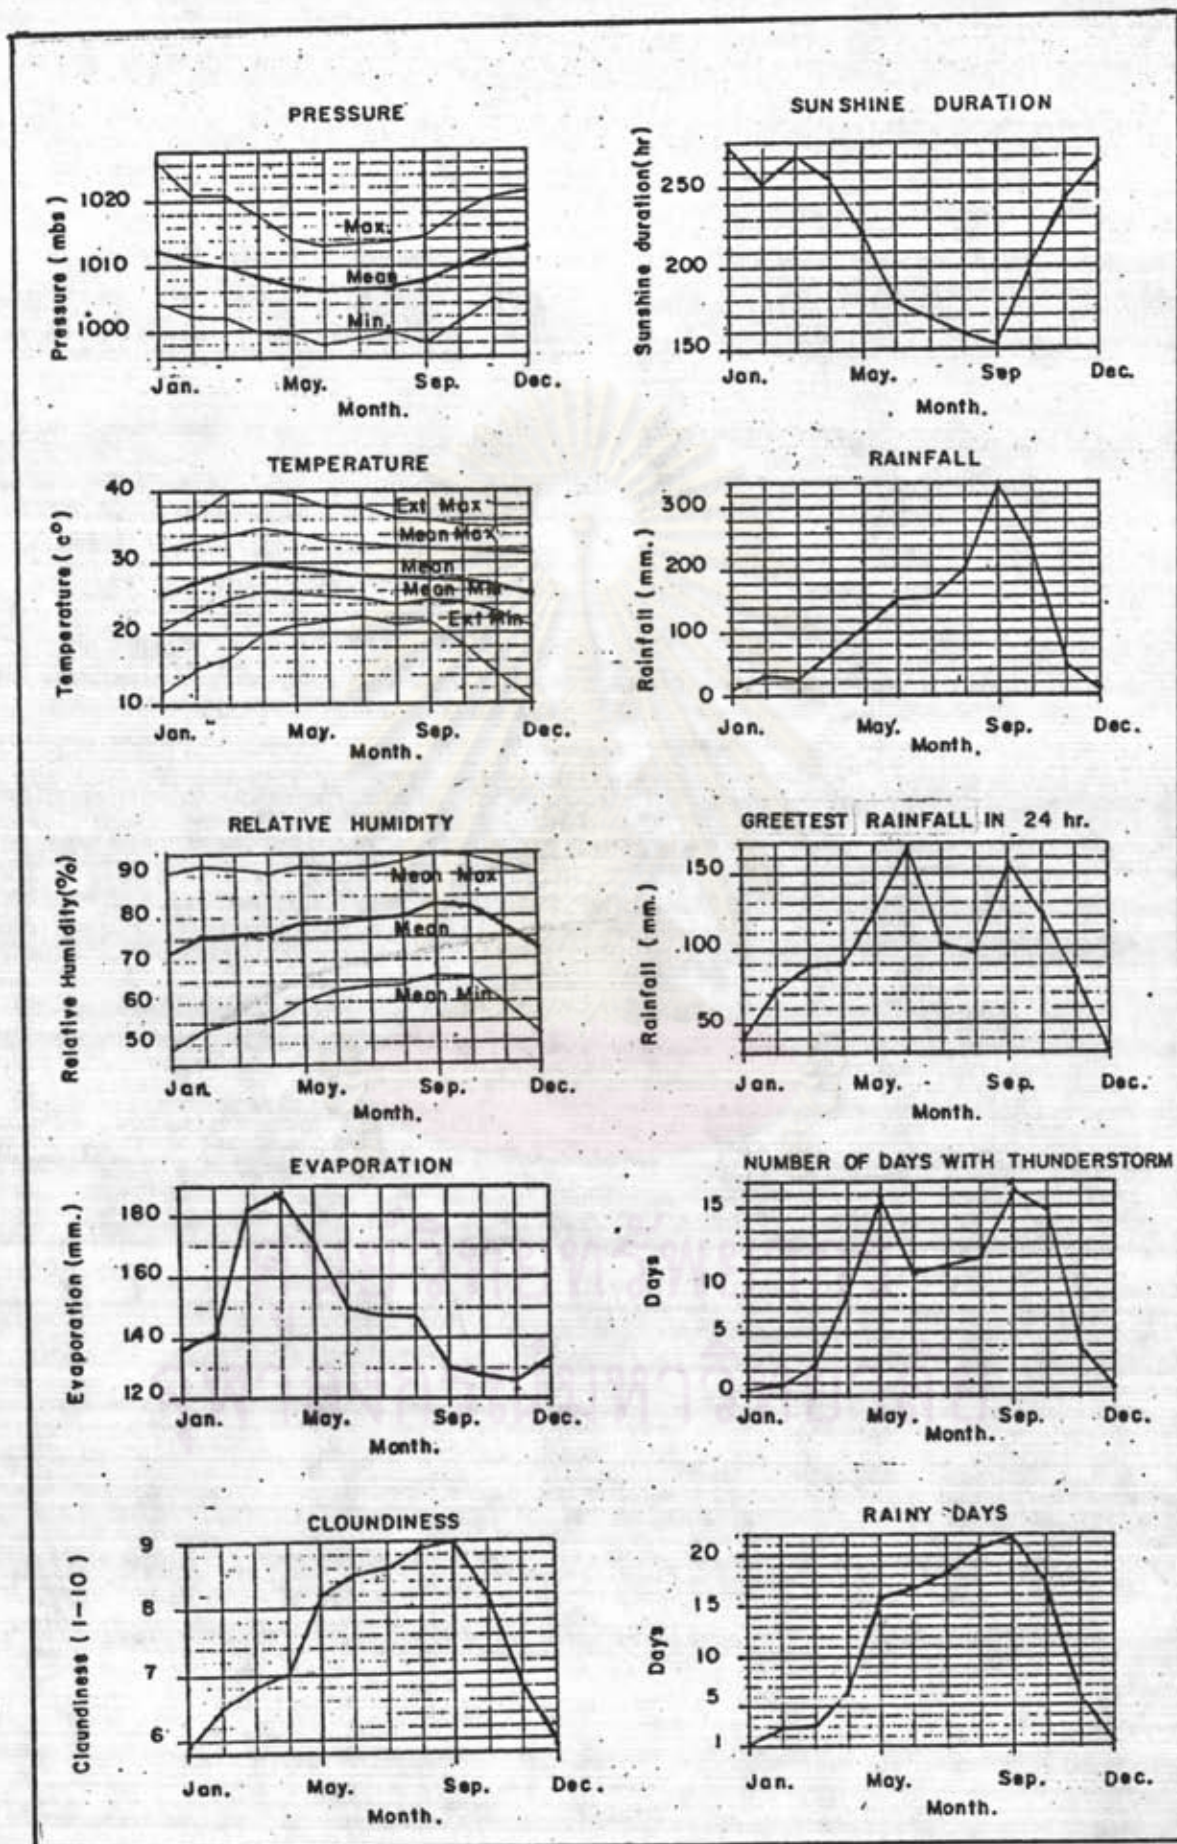 PRESSURE
Pressure (mbs)
1020
1010
1000
Max.
Mean
Min.
Jan. May. Sep. Dec.
Month.
SUNSHINE DURATION
Sunshine duration(hr)
250
200
150
Jan. May. Sep Dec.
Month.
TEMPERATURE
Temperature (c°)
40
30
20
10
Ext Max
Mean Max
Mean
Mean Min
Ext Min
Jan. May. Sep. Dec.
Month.
RAINFALL
Rainfall (mm.)
300
200
100
0
Jan. May. Sep. Dec.
Month.
RELATIVE HUMIDITY
Relative Humidity(%)
90
80
70
60
50
Mean Max
Mean
Mean Min
Jan. May. Sep. Dec.
Month.
GREETEST RAINFALL IN 24 hr.
Rainfall (mm.)
150
100
50
Jan. May. Sep. Dec.
Month.
EVAPORATION
Evaporation (mm.)
180
160
140
120
Jan. May. Sep. Dec.
Month.
NUMBER OF DAYS WITH THUNDERSTORM
Days
15
10
5
0
Jan. May. Sep. Dec.
Month.
CLOUNDINESS
Claundiness (1-10)
9
8
7
6
Jan. May. Sep. Dec.
Month.
RAINY DAYS
Days
20
15
10
5
1
Jan. May. Sep. Dec.
Month.